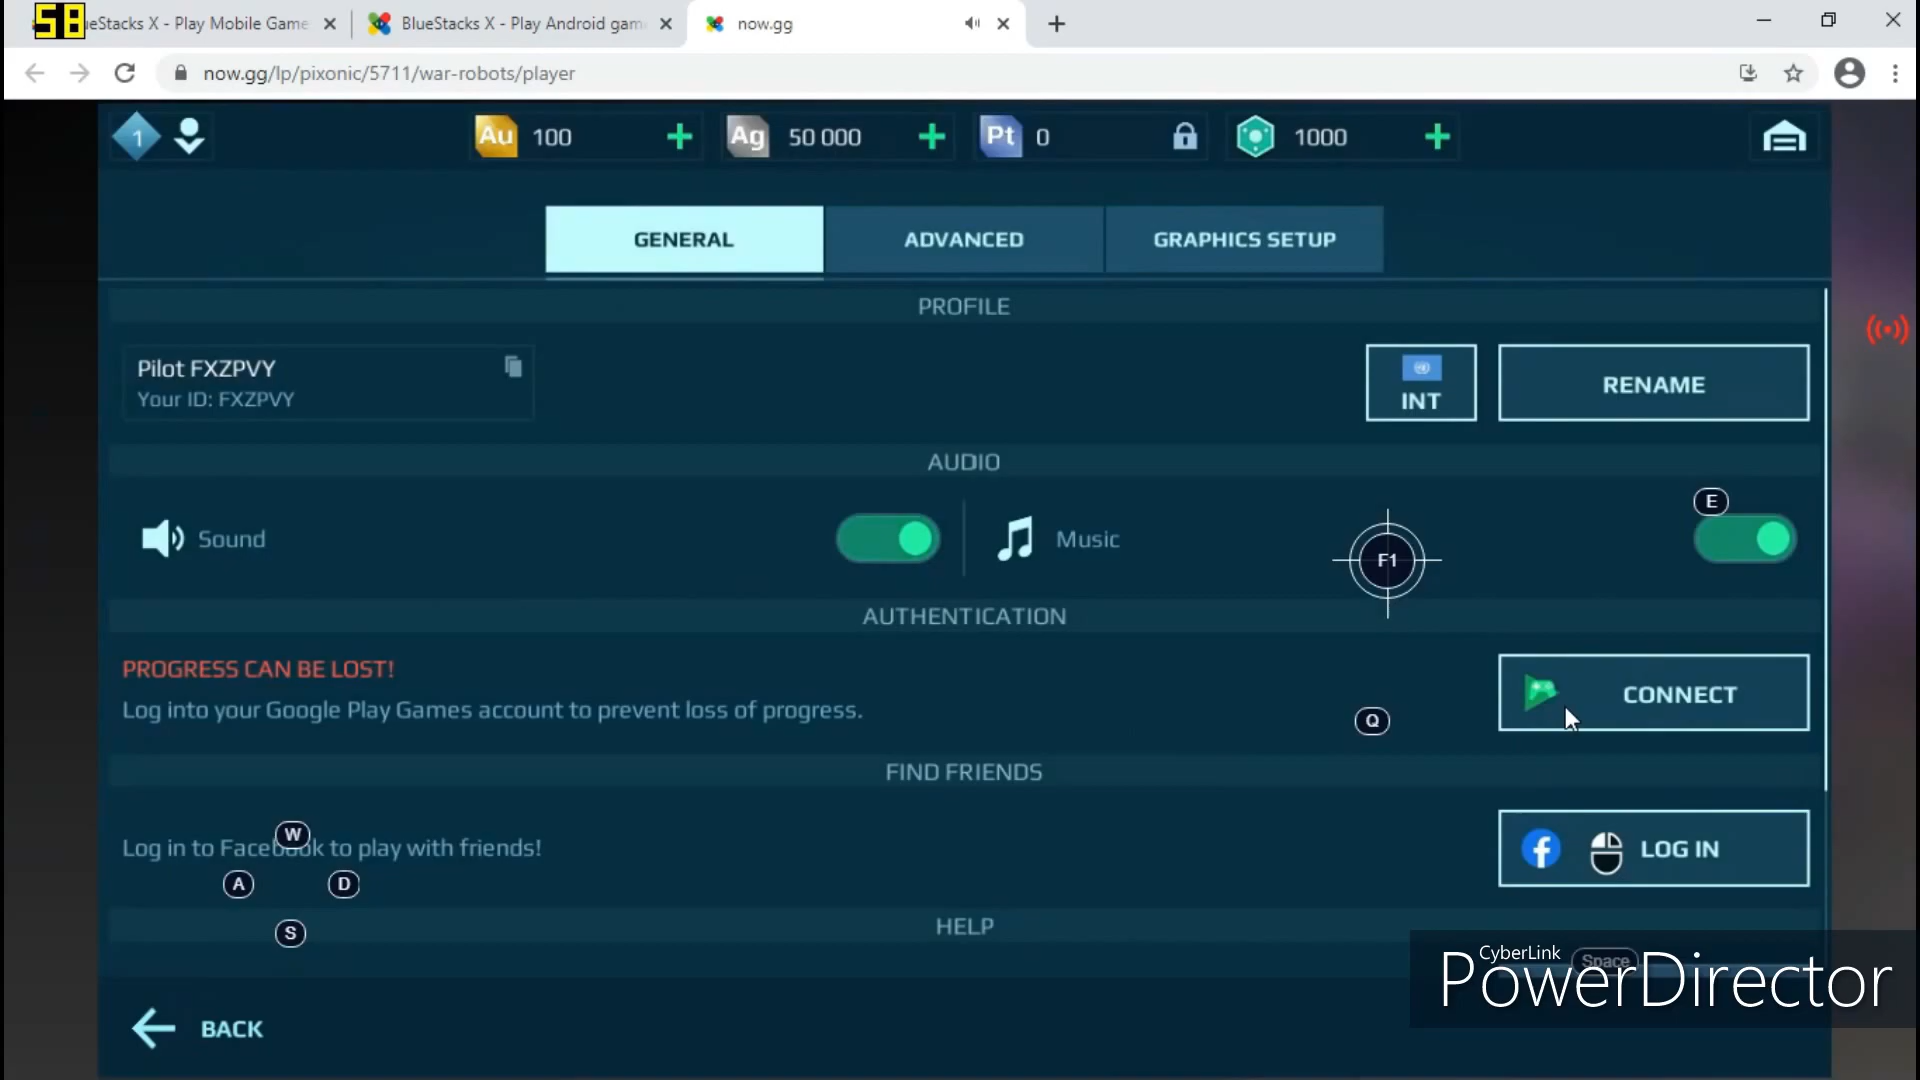 58
eStacks X - Play Mobile Game
BlueStacks X - Play Android gam
now.gg
now.gg/lp/pixonic/5711/war-robots/player
1
Au 100
Ag 50 000
Pt 0
1000
GENERAL
ADVANCED
GRAPHICS SETUP
PROFILE
Pilot FXZPVY
Your ID: FXZPVY
INT
RENAME
AUDIO
E
Sound
Music
F1
AUTHENTICATION
PROGRESS CAN BE LOST!
Log into your Google Play Games account to prevent loss of progress.
CONNECT
Q
FIND FRIENDS
W
Log in to Facebook to play with friends!
LOG IN
A
D
S
HELP
Space
CyberLink
PowerDirector
BACK